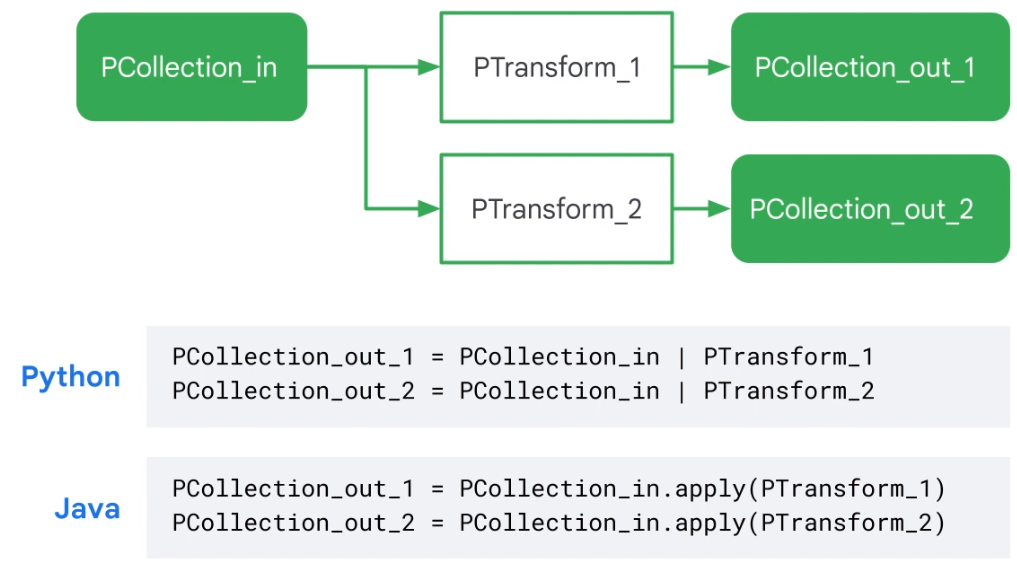 PCollection_in
PTransform_1
PCollection_out_1
PTransform_2
PCollection_out_2
Python
PCollection_out_1 = PCollection_in | PTransform_1
PCollection_out_2 = PCollection_in | PTransform_2
Java
PCollection_out_1 = PCollection_in.apply(PTransform_1)
PCollection_out_2 = PCollection_in.apply(PTransform_2)